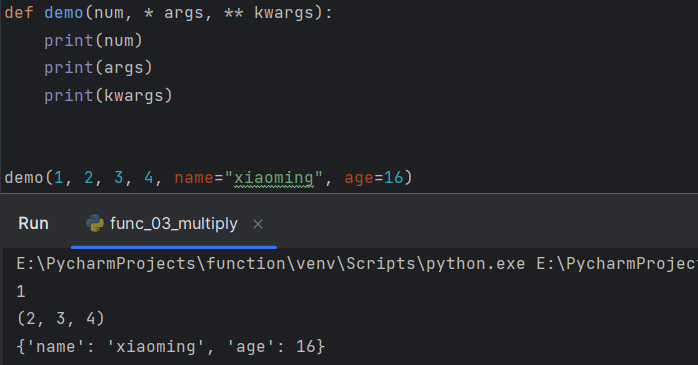 def demo(num, * args, ** kwargs):
    print(num)
    print(args)
    print(kwargs)
demo(1, 2, 3, 4, name="xiaoming", age=16)
Run func_03_multiply ×
E:\PycharmProjects\function\venv\Scripts\python.exe E:\PycharmProjec
1
(2, 3, 4)
{'name': 'xiaoming', 'age': 16}